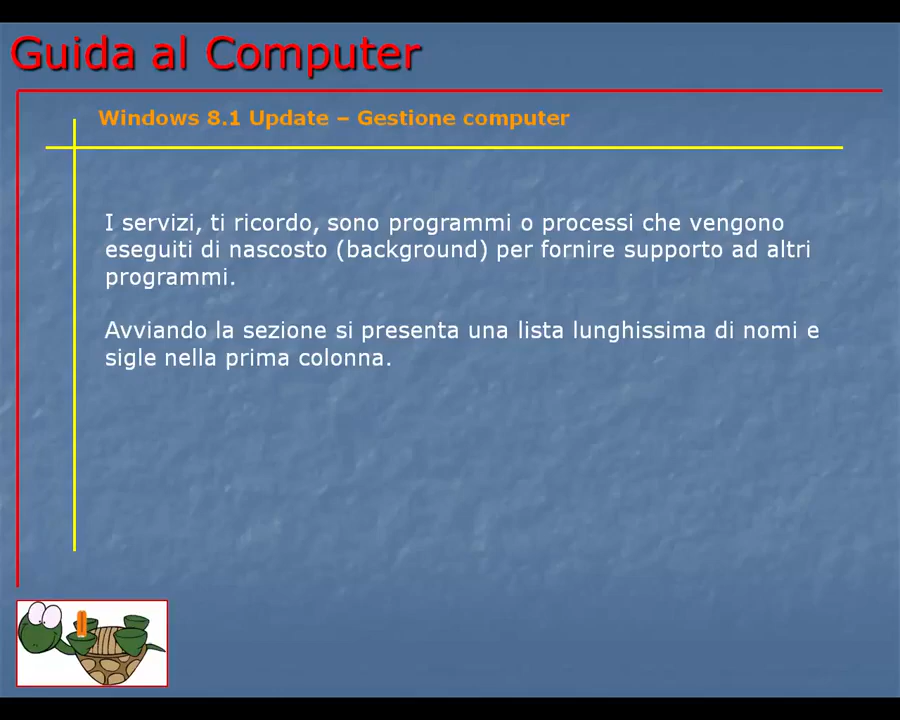 Guida al Computer
Windows 8.1 Update – Gestione computer
I servizi, ti ricordo, sono programmi o processi che vengono
eseguiti di nascosto (background) per fornire supporto ad altri
programmi.
Avviando la sezione si presenta una lista lunghissima di nomi e
sigle nella prima colonna.